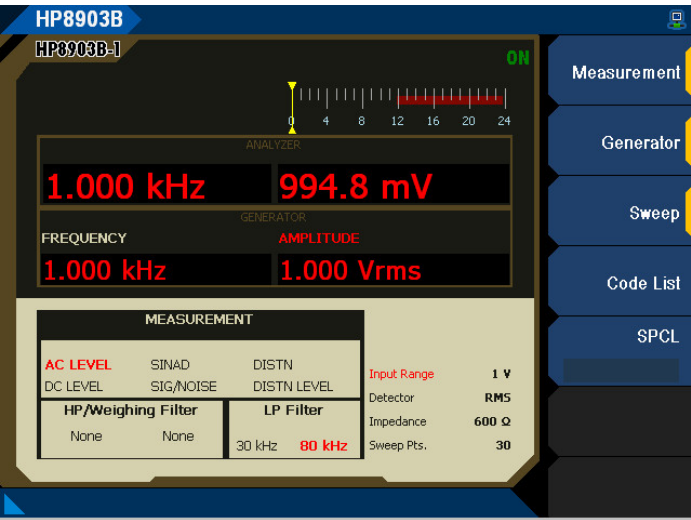 HP8903B
HP8903B-1
ON
0 4 8 12 16 20 24
ANALYZER
1.000 kHz 994.8 mV
GENERATOR
FREQUENCY AMPLITUDE
1.000 kHz 1.000 Vrms
MEASUREMENT
AC LEVEL SINAD DISTN
DC LEVEL SIG/NOISE DISTN LEVEL
HP/Weighing Filter LP Filter
None None 30 kHz 80 kHz
Input Range 1 V
Detector RMS
Impedance 600 Ω
Sweep Pts. 30
Measurement
Generator
Sweep
Code List
SPCL